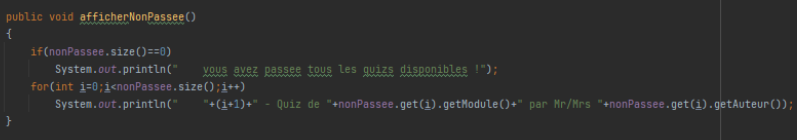 public void afficherNonPassee()
{
if(nonPassee.size()==0)
System.out.println("    vous avez passee tous les quizs disponibles !");
for(int i=0;i<nonPassee.size();i++)
System.out.println("    "+(i+1)+" - Quiz de "+nonPassee.get(i).getModule()+" par Mr/Mrs "+nonPassee.get(i).getAuteur());
}